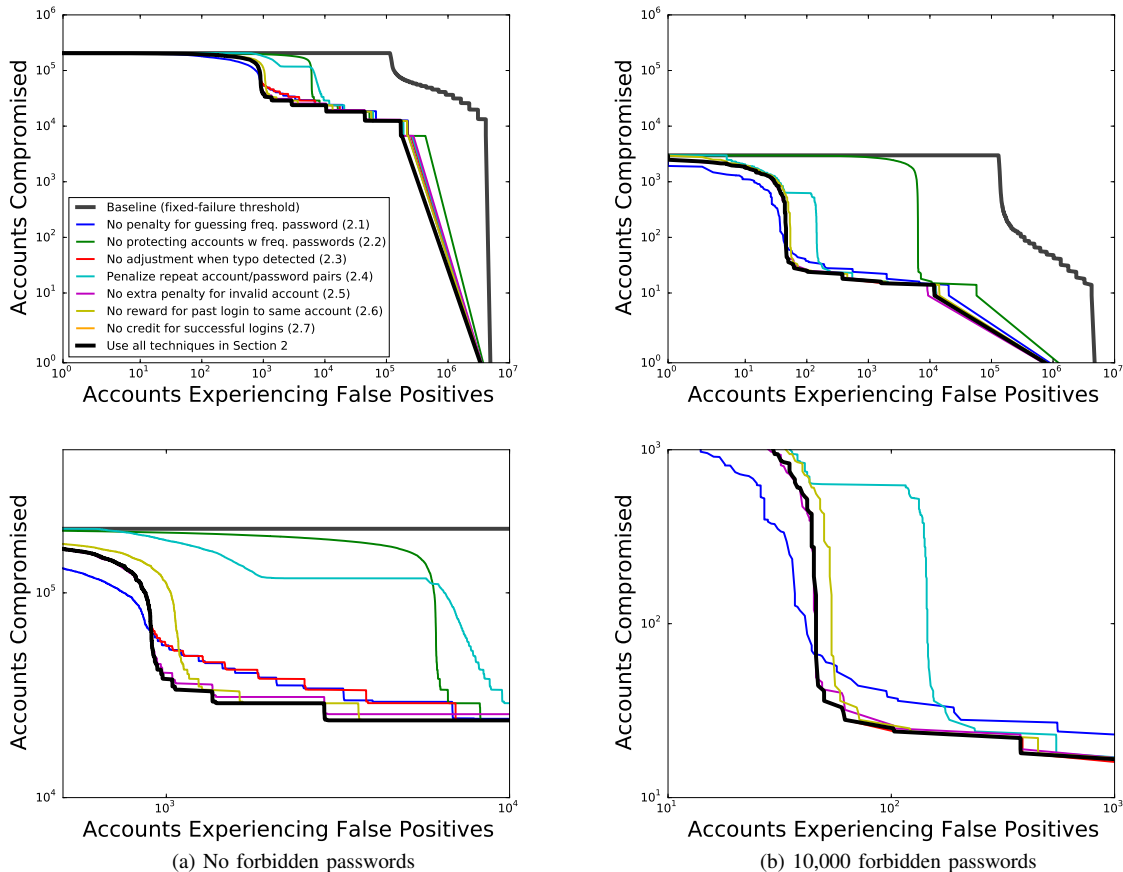 10^6
10^5
10^4
10^3
10^2
10^1
10^0
Accounts Compromised
Baseline (fixed-failure threshold)
No penalty for guessing freq. password (2.1)
No protecting accounts w freq. passwords (2.2)
No adjustment when typo detected (2.3)
Penalize repeat account/password pairs (2.4)
No extra penalty for invalid account (2.5)
No reward for past login to same account (2.6)
No credit for successful logins (2.7)
Use all techniques in Section 2
10^0 10^1 10^2 10^3 10^4 10^5 10^6 10^7
Accounts Experiencing False Positives
10^6
10^5
10^4
10^3
10^2
10^1
10^0
Accounts Compromised
10^0 10^1 10^2 10^3 10^4 10^5 10^6 10^7
Accounts Experiencing False Positives
10^5
10^4
Accounts Compromised
10^3 10^4
Accounts Experiencing False Positives
(a) No forbidden passwords
10^3
10^2
10^1
Accounts Compromised
10^1 10^2 10^3
Accounts Experiencing False Positives
(b) 10,000 forbidden passwords